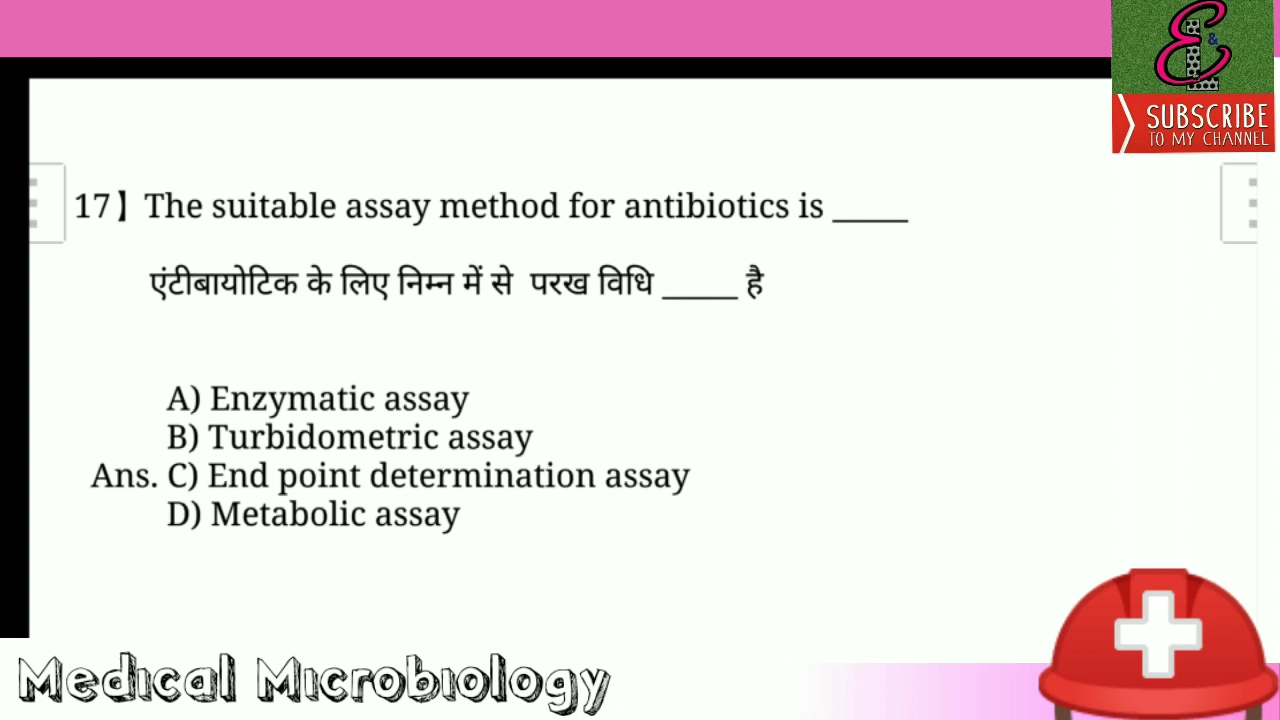 SUBSCRIBE
TO MY CHANNEL
17】The suitable assay method for antibiotics is _____
एंटीबायोटिक के लिए निम्न में से परख विधि _____ है
A) Enzymatic assay
B) Turbidometric assay
Ans. C) End point determination assay
D) Metabolic assay
Medical Microbiology